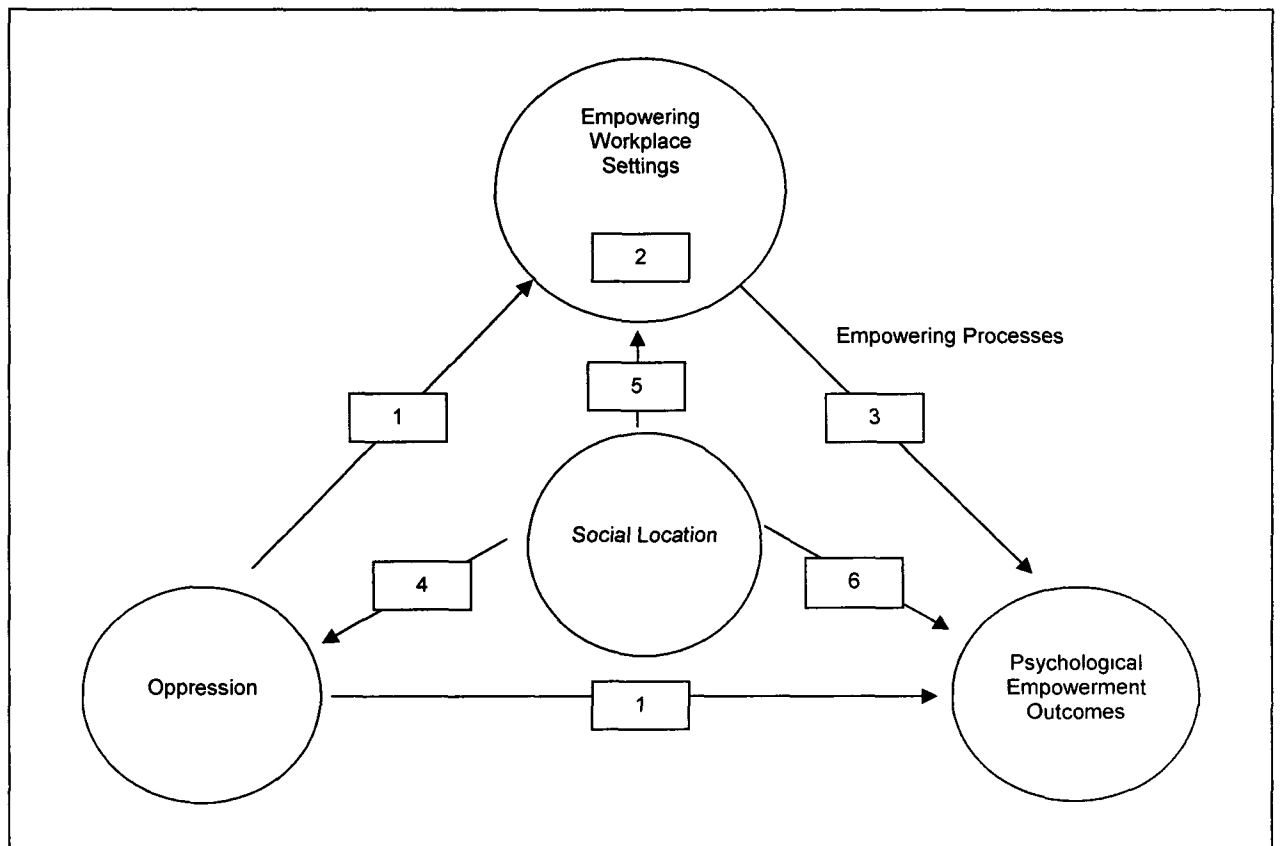 Empowering
Workplace
Settings
2
Empowering Processes
5
1
3
Social Location
4
6
Oppression
Psychological
Empowerment
Outcomes
1